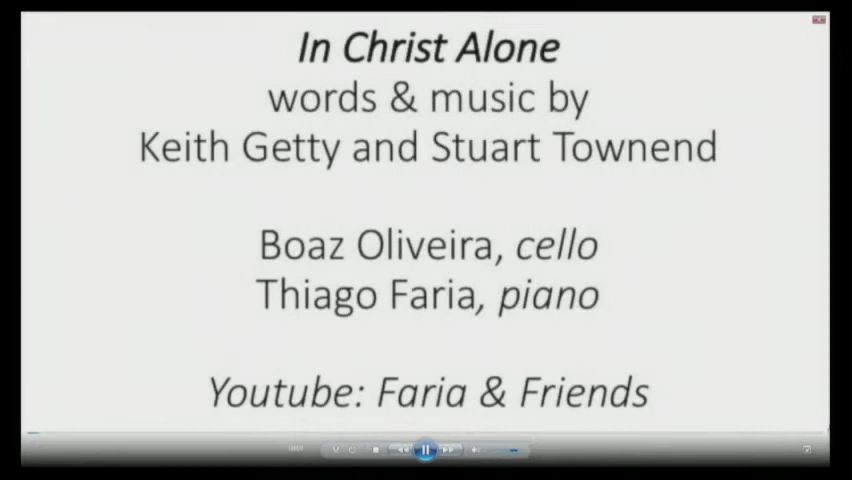 In Christ Alone
words & music by
Keith Getty and Stuart Townend
Boaz Oliveira, cello
Thiago Faria, piano
Youtube: Faria & Friends